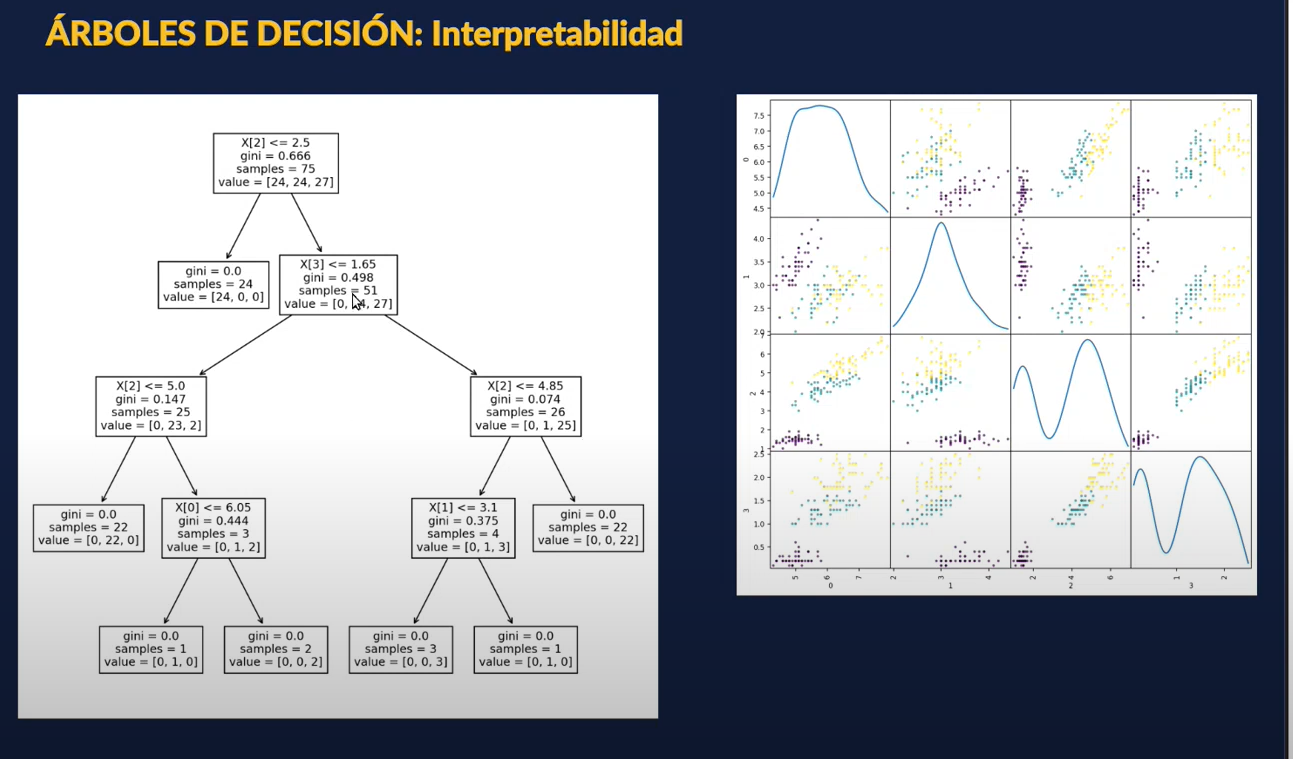 ÁRBOLES DE DECISIÓN: Interpretabilidad
X[2] <= 2.5
gini = 0.666
samples = 75
value = [24, 24, 27]
gini = 0.0
samples = 24
value = [24, 0, 0]
X[3] <= 1.65
gini = 0.498
samples = 51
value = [0, 4, 27]
X[2] <= 5.0
gini = 0.147
samples = 25
value = [0, 23, 2]
X[2] <= 4.85
gini = 0.074
samples = 26
value = [0, 1, 25]
gini = 0.0
samples = 22
value = [0, 22, 0]
X[0] <= 6.05
gini = 0.444
samples = 3
value = [0, 1, 2]
X[1] <= 3.1
gini = 0.375
samples = 4
value = [0, 1, 3]
gini = 0.0
samples = 22
value = [0, 0, 22]
gini = 0.0
samples = 1
value = [0, 1, 0]
gini = 0.0
samples = 2
value = [0, 0, 2]
gini = 0.0
samples = 3
value = [0, 0, 3]
gini = 0.0
samples = 1
value = [0, 1, 0]
7.5
7.0
6.5
6.0
5.5
5.0
4.5
0
4.0
3.5
3.0
2.5
1
6
5
4
3
2
2
2.5
2.0
1.5
1.0
0.5
3
5 6 7 2 3 4 2 4 6 1 2
0 1 2 3